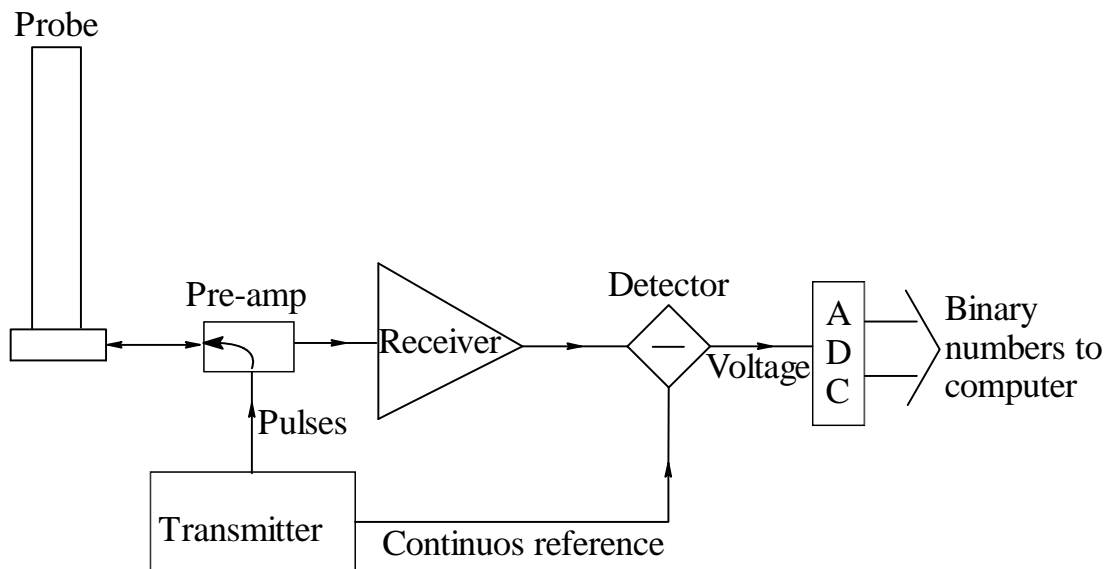 Probe
Pre-amp
Receiver
Detector
Voltage
A
D
C
Binary
numbers to
computer
Pulses
Transmitter
Continuos reference